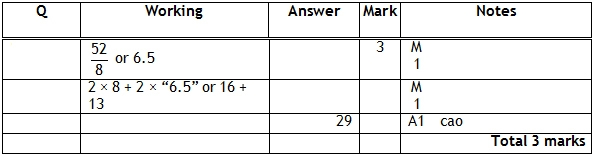 Q Working Answer Mark Notes
52/8 or 6.5 3 M
1
2 × 8 + 2 × “6.5” or 16 + M
13 1
29 A1 cao
Total 3 marks